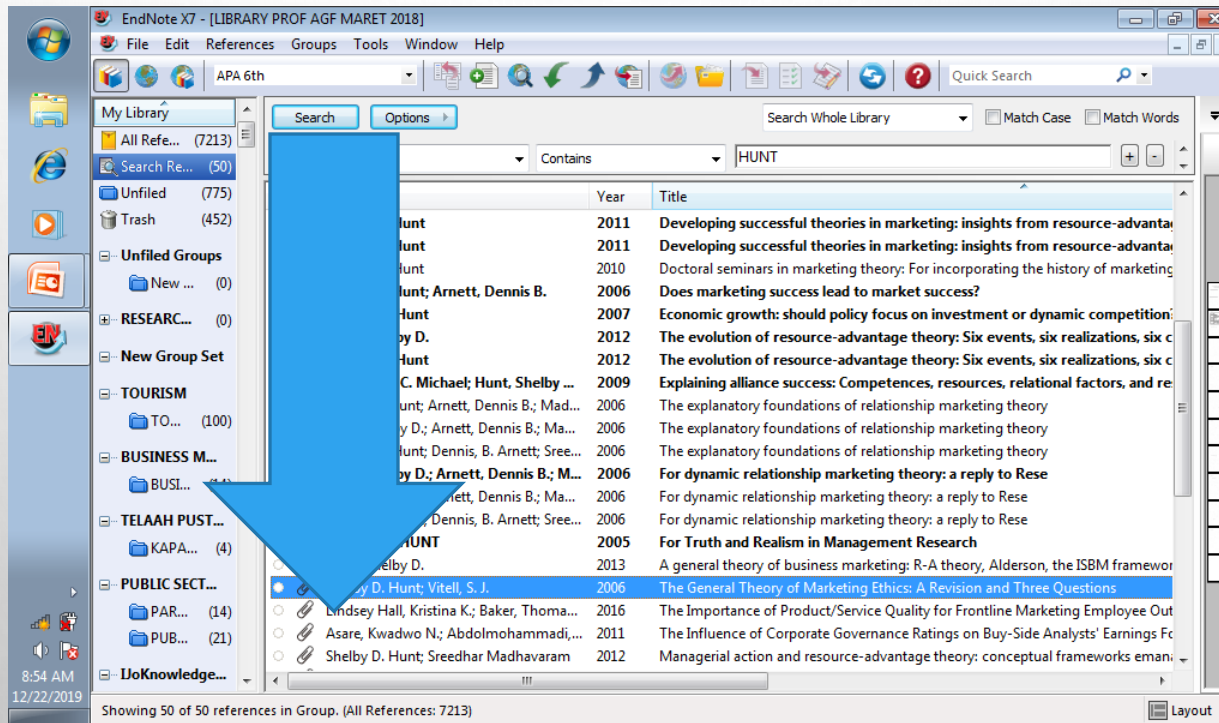 EndNote X7 - [LIBRARY PROF AGF MARET 2018]
File Edit References Groups Tools Window Help
APA 6th Quick Search
My Library
All Refe... (7213)
Search Re... (50)
Unfiled (775)
Trash (452)
Unfiled Groups
New ... (0)
RESEARC... (0)
New Group Set
TOURISM
TO... (100)
BUSINESS M...
BUSI...
TELAAH PUST...
KAPA... (4)
PUBLIC SECT...
PAR... (14)
PUB... (21)
IJoKnowledge...
Search Options Search Whole Library Match Case Match Words
Contains HUNT + -
Year Title
Hunt 2011 Developing successful theories in marketing: insights from resource-advanta
Hunt 2011 Developing successful theories in marketing: insights from resource-advanta
Hunt 2010 Doctoral seminars in marketing theory: For incorporating the history of marketing
Hunt; Arnett, Dennis B. 2006 Does marketing success lead to market success?
Hunt 2007 Economic growth: should policy focus on investment or dynamic competition
D. 2012 The evolution of resource-advantage theory: Six events, six realizations, six c
Hunt 2012 The evolution of resource-advantage theory: Six events, six realizations, six c
C. Michael; Hunt, Shelby ... 2009 Explaining alliance success: Competences, resources, relational factors, and re
Hunt; Arnett, Dennis B.; Mad... 2006 The explanatory foundations of relationship marketing theory
D.; Arnett, Dennis B.; Ma... 2006 The explanatory foundations of relationship marketing theory
Hunt; Dennis, B. Arnett; Sree... 2006 The explanatory foundations of relationship marketing theory
D.; Arnett, Dennis B.; M... 2006 For dynamic relationship marketing theory: a reply to Rese
Dennis B.; Ma... 2006 For dynamic relationship marketing theory: a reply to Rese
Dennis, B. Arnett; Sree... 2006 For dynamic relationship marketing theory: a reply to Rese
HUNT 2005 For Truth and Realism in Management Research
D. 2013 A general theory of business marketing: R-A theory, Alderson, the ISBM framewor
D. Hunt; Vitell, S. J. 2006 The General Theory of Marketing Ethics: A Revision and Three Questions
Lindsey Hall, Kristina K.; Baker, Thoma... 2016 The Importance of Product/Service Quality for Frontline Marketing Employee Out
Asare, Kwadwo N.; Abdolmohammadi,... 2011 The Influence of Corporate Governance Ratings on Buy-Side Analysts' Earnings Fo
Shelby D. Hunt; Sreedhar Madhavaram 2012 Managerial action and resource-advantage theory: conceptual frameworks eman
Showing 50 of 50 references in Group. (All References: 7213) Layout
8:54 AM
12/22/2019